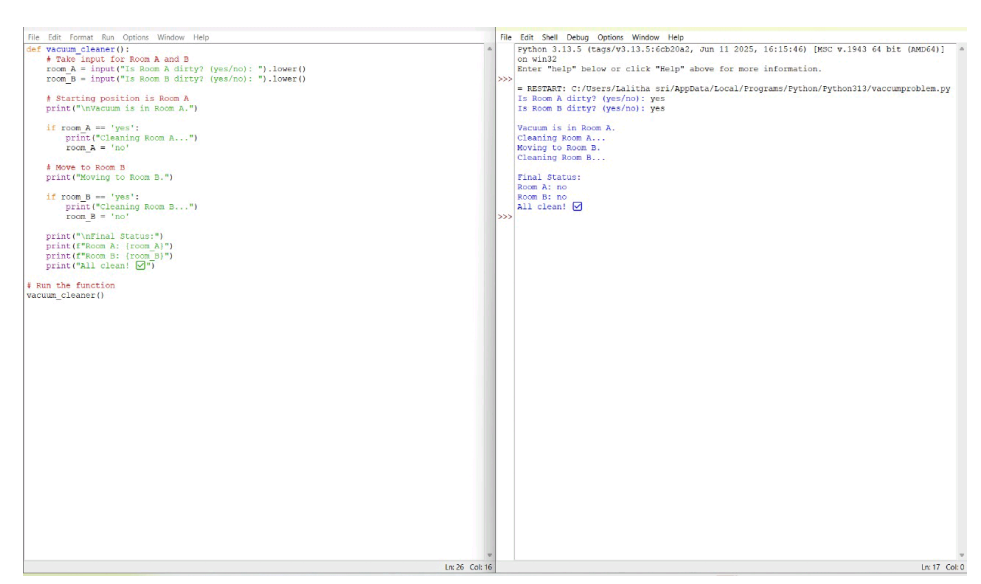 File Edit Format Run Options Window Help
def vacuum_cleaner():
    # Take input for Room A and B
    room_A = input("Is Room A dirty? (yes/no): ").lower()
    room_B = input("Is Room B dirty? (yes/no): ").lower()
    # Starting position is Room A
    print("\nVacuum is in Room A.")
    if room_A == 'yes':
        print("Cleaning Room A...")
        room_A = 'no'
    # Move to Room B
    print("Moving to Room B.")
    if room_B == 'yes':
        print("Cleaning Room B...")
        room_B = 'no'
    print("\nFinal Status:")
    print(f"Room A: {room_A}")
    print(f"Room B: {room_B}")
    print("All clean! ✅")
# Run the function
vacuum_cleaner()
Ln: 26 Col: 16
File Edit Shell Debug Options Window Help
Python 3.13.5 (tags/v3.13.5:6cb20a2, Jun 11 2025, 16:15:46) [MSC v.1943 64 bit (AMD64)]
on win32
Enter "help" below or click "Help" above for more information.
>>>
= RESTART: C:/Users/Lalitha sri/AppData/Local/Programs/Python/Python313/vaccumproblem.py
Is Room A dirty? (yes/no): yes
Is Room B dirty? (yes/no): yes
Vacuum is in Room A.
Cleaning Room A...
Moving to Room B.
Cleaning Room B...
Final Status:
Room A: no
Room B: no
All clean! ✅
>>>
Ln: 17 Col: 0